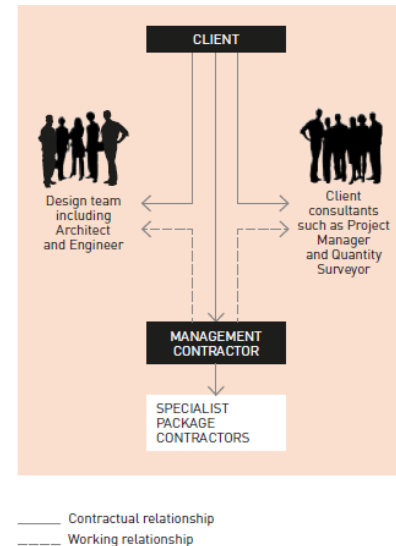 CLIENT
Design team
including
Architect
and Engineer
Client
consultants
such as Project
Manager
and Quantity
Surveyor
MANAGEMENT
CONTRACTOR
SPECIALIST
PACKAGE
CONTRACTORS
Contractual relationship
Working relationship